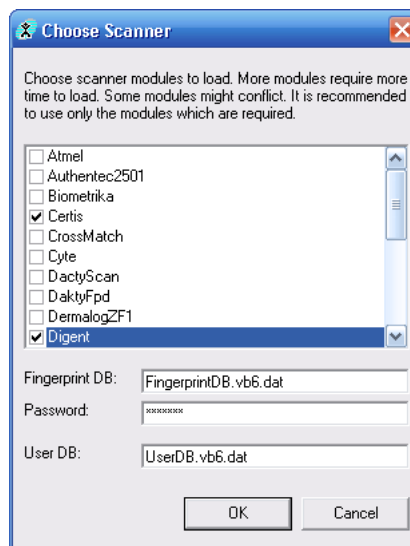 Choose Scanner
Choose scanner modules to load. More modules require more
time to load. Some modules might conflict. It is recommended
to use only the modules which are required.
Atmel
Authentec2501
Biometrika
Certis
CrossMatch
Cyte
DactyScan
DaktyFpd
DermalogZF1
Digent
Fingerprint DB: FingerprintDB.vb6.dat
Password: *******
User DB: UserDB.vb6.dat
OK Cancel